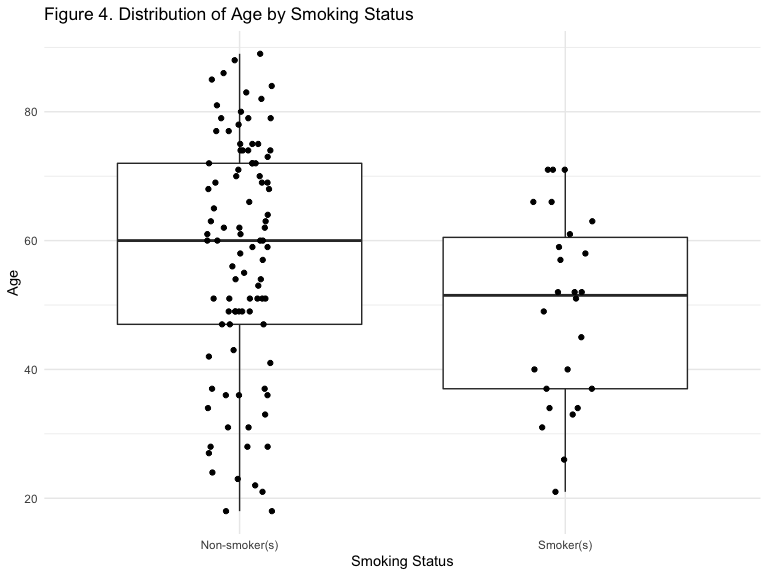 Figure 4. Distribution of Age by Smoking Status
80
60
40
20
Age
Non-smoker(s)
Smoker(s)
Smoking Status